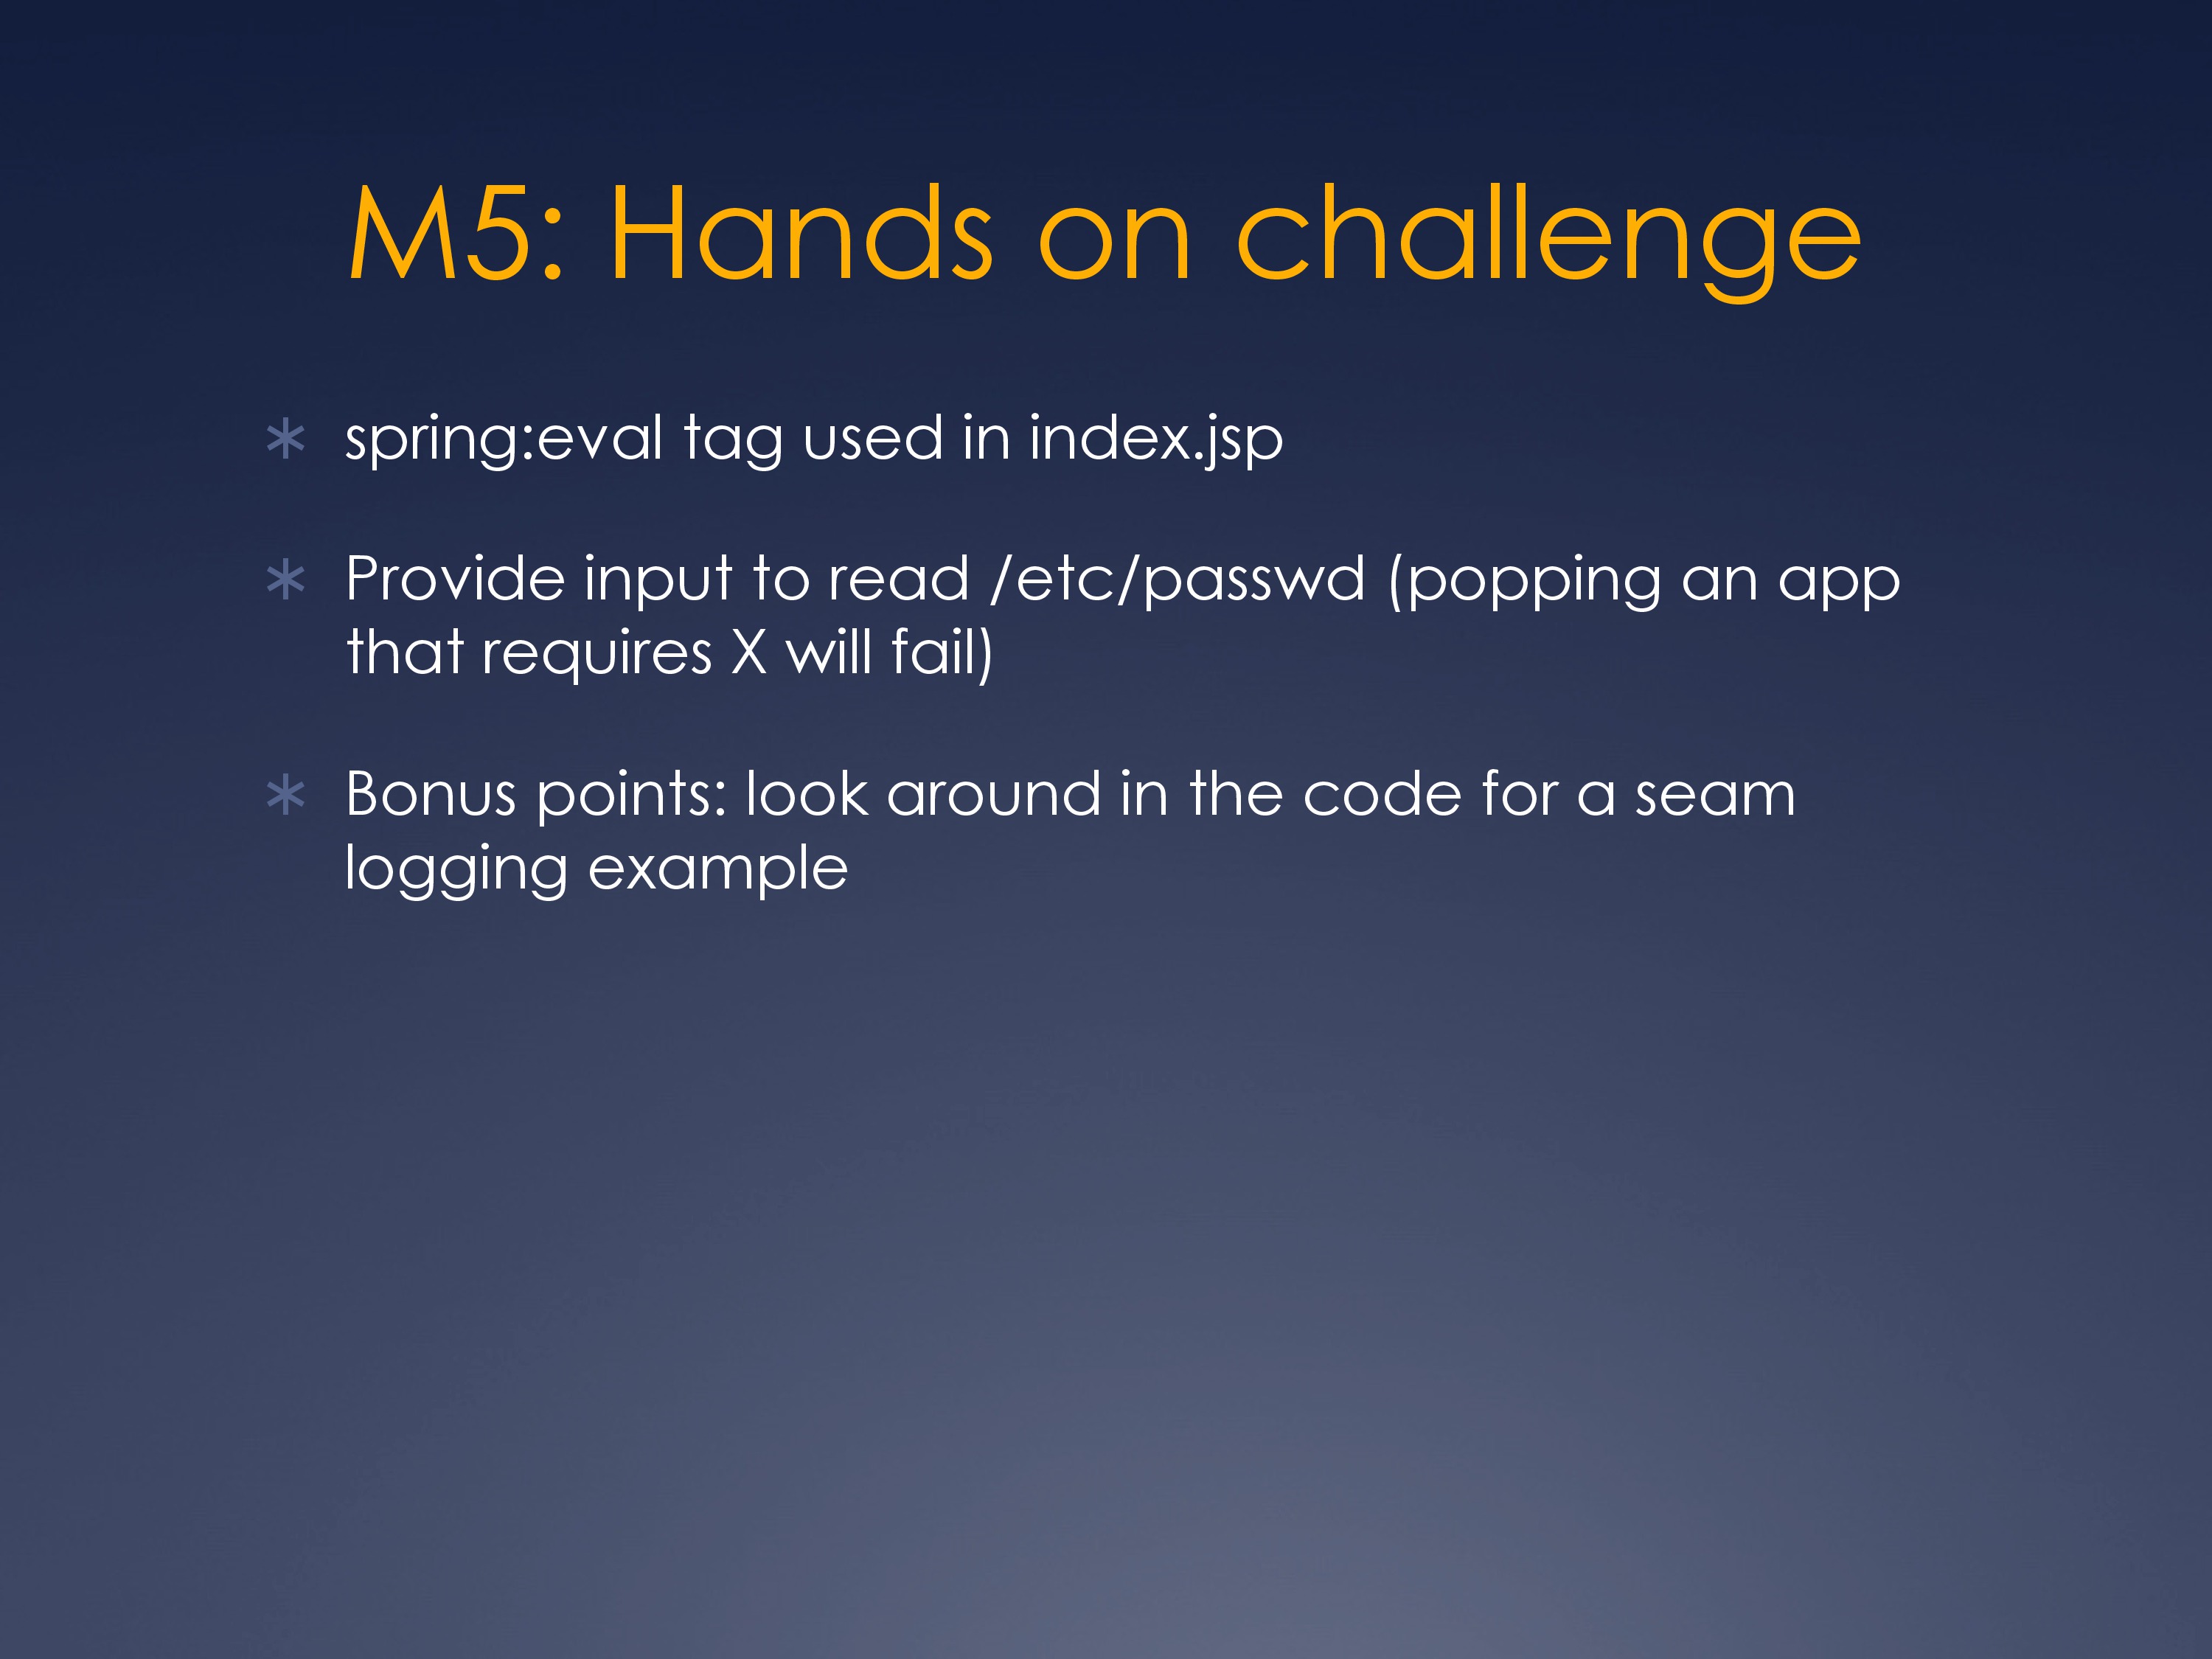 M5: Hands on challenge
* spring:eval tag used in index.jsp
* Provide input to read /etc/passwd (popping an app
that requires X will fail)
* Bonus points: look around in the code for a seam
logging example